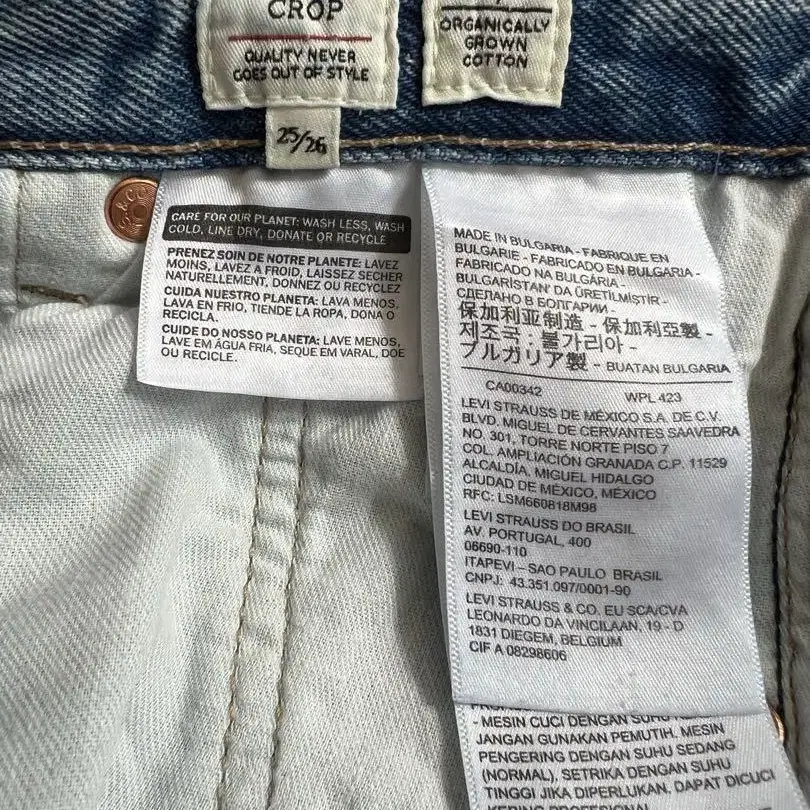 CROP
QUALITY NEVER
GOES OUT OF STYLE
ORGANICALLY
GROWN
COTTON
25/26
& CO
CARE FOR OUR PLANET: WASH LESS, WASH
COLD, LINE DRY, DONATE OR RECYCLE
PRENEZ SOIN DE NOTRE PLANETE: LAVEZ
MOINS, LAVEZ A FROID, LAISSEZ SECHER
NATURELLEMENT, DONNEZ OU RECYCLEZ
CUIDA NUESTRO PLANETA: LAVA MENOS,
LAVA EN FRIO, TIENDE LA ROPA, DONA O
RECICLA.
CUIDE DO NOSSO PLANETA: LAVE MENOS,
LAVE EM ÁGUA FRIA, SEQUE EM VARAL, DOE
OU RECICLE.
MADE IN BULGARIA - FABRIQUE EN
BULGARIE - FABRICADO EN BULGARIA -
FABRICADO NA BULGÁRIA -
BULGARİSTAN' DA ÜRETİLMİŞTİR -
СДЕЛАНО В БОЛГАРИИ -
保加利亚制造 - 保加利亞製 -
제조국 : 불가리아 -
ブルガリア製 - BUATAN BULGARIA
CA00342 WPL 423
LEVI STRAUSS DE MÉXICO S.A. DE C.V.
BLVD. MIGUEL DE CERVANTES SAAVEDRA
NO. 301, TORRE NORTE PISO 7
COL. AMPLIACIÓN GRANADA C.P. 11529
ALCALDÍA, MIGUEL HIDALGO
CIUDAD DE MÉXICO, MÉXICO
RFC: LSM660818M98
LEVI STRAUSS DO BRASIL
AV. PORTUGAL, 400
06690-110
ITAPEVI – SAO PAULO BRASIL
CNPJ: 43.351.097/0001-90
LEVI STRAUSS & CO. EU SCA/CVA
LEONARDO DA VINCILAAN, 19 - D
1831 DIEGEM, BELGIUM
CIF A 08298606
- MESIN CUCI DENGAN SUHU
JANGAN GUNAKAN PEMUTIH. MESIN
PENGERING DENGAN SUHU SEDANG
(NORMAL), SETRIKA DENGAN SUHU
TINGGI JIKA DIPERLUKAN. DAPAT DICUCI
KERING PROFESIONAL